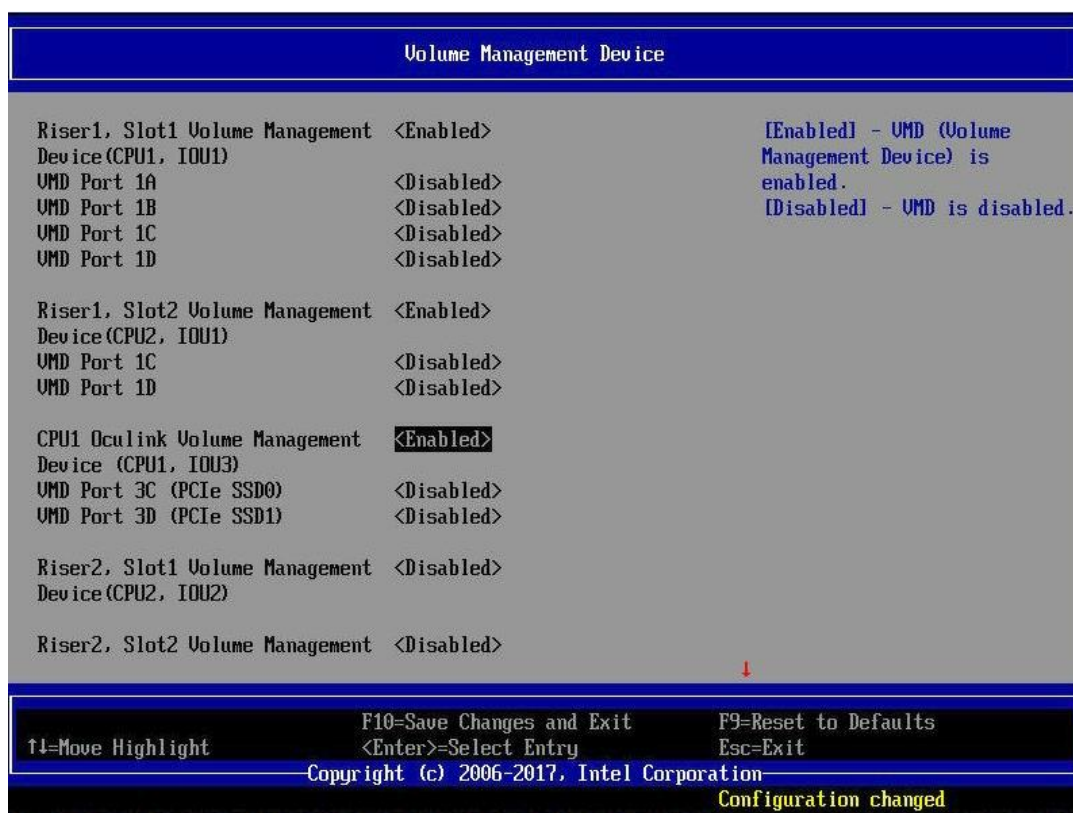 Volume Management Device
Riser1, Slot1 Volume Management <Enabled>
Device(CPU1, IOU1)
VMD Port 1A <Disabled>
VMD Port 1B <Disabled>
VMD Port 1C <Disabled>
VMD Port 1D <Disabled>
Riser1, Slot2 Volume Management <Enabled>
Device(CPU2, IOU1)
VMD Port 1C <Disabled>
VMD Port 1D <Disabled>
CPU1 Oculink Volume Management <Enabled>
Device (CPU1, IOU3)
VMD Port 3C (PCIe SSD0) <Disabled>
VMD Port 3D (PCIe SSD1) <Disabled>
Riser2, Slot1 Volume Management <Disabled>
Device(CPU2, IOU2)
Riser2, Slot2 Volume Management <Disabled>
[Enabled] - VMD (Volume
Management Device) is
enabled.
[Disabled] - VMD is disabled.
↓
F10=Save Changes and Exit F9=Reset to Defaults
↑↓=Move Highlight <Enter>=Select Entry Esc=Exit
Copyright (c) 2006-2017, Intel Corporation
Configuration changed